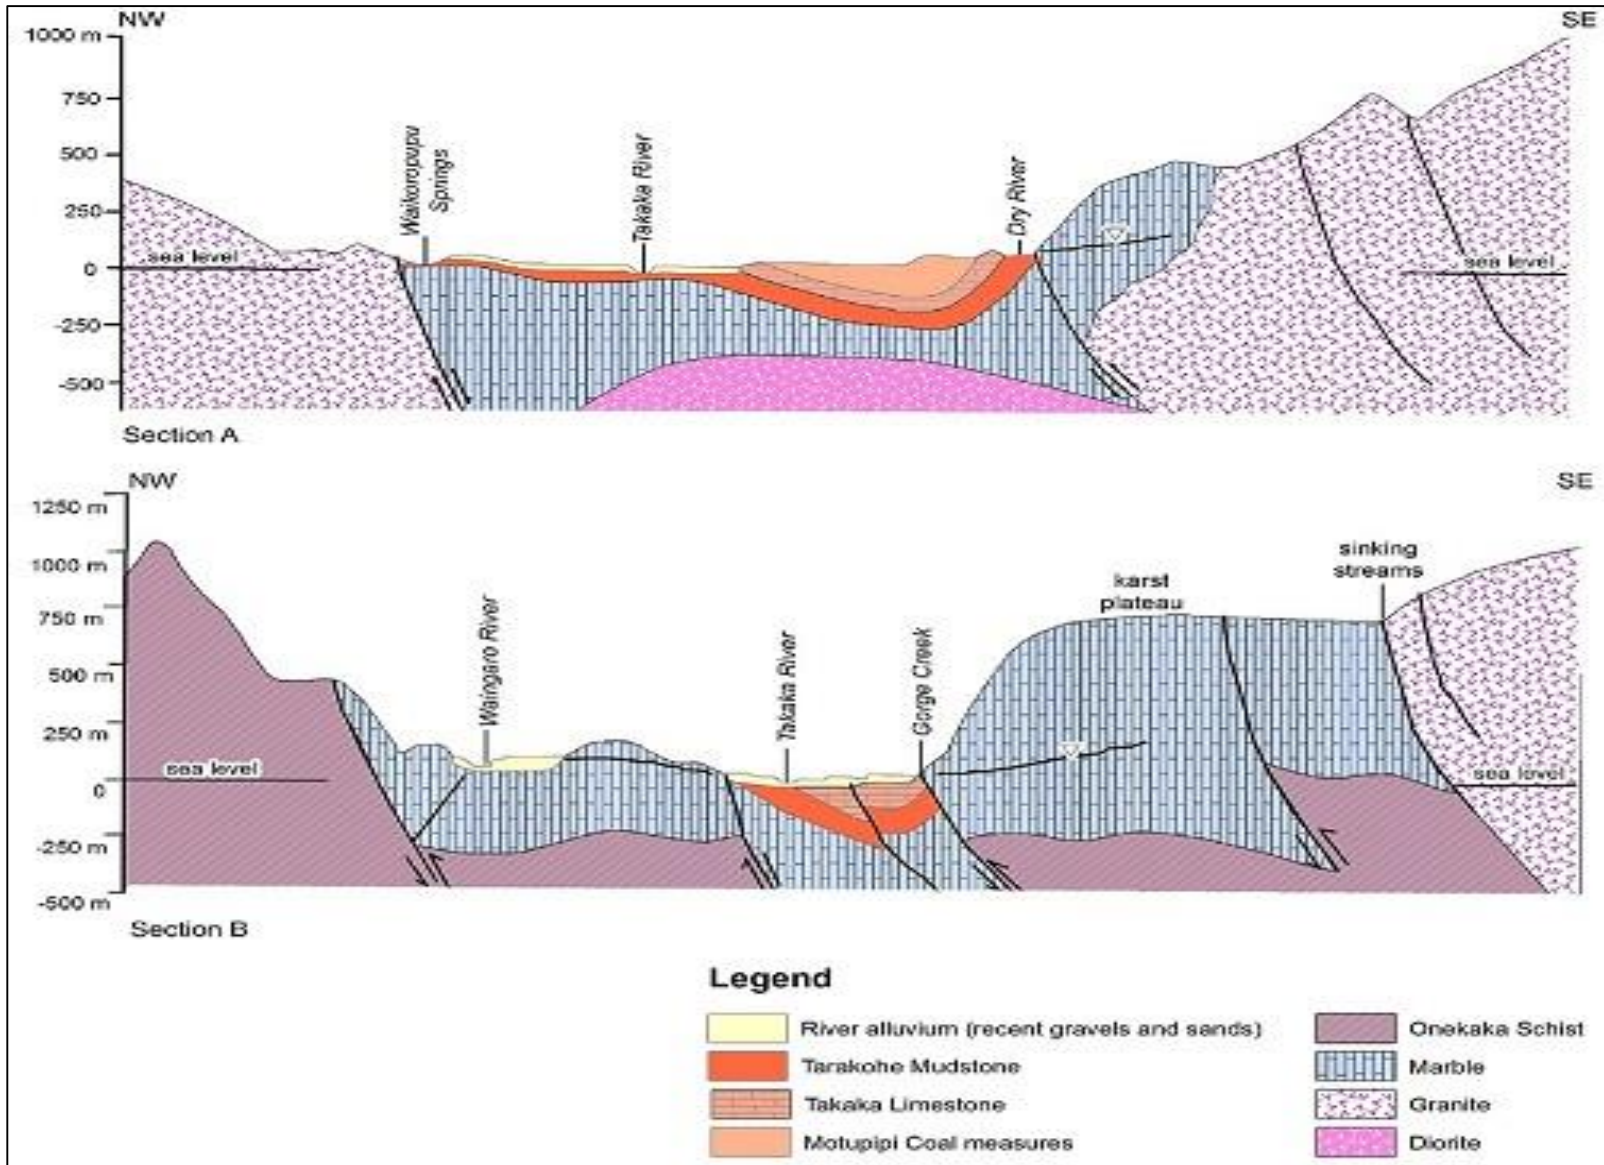 NW
SE
1000 m
750
500
250
0
-250
-500
Waikoropupu
Springs
Takaka River
Dry River
sea level
sea level
Section A
NW
SE
1250 m
1000 m
750 m
500 m
250 m
0
-250 m
-500 m
Waingaro River
Takaka River
Gorge Creek
karst
plateau
sinking
streams
sea level
sea level
Section B
Legend
River alluvium (recent gravels and sands)
Tarakohe Mudstone
Takaka Limestone
Motupipi Coal measures
Onekaka Schist
Marble
Granite
Diorite